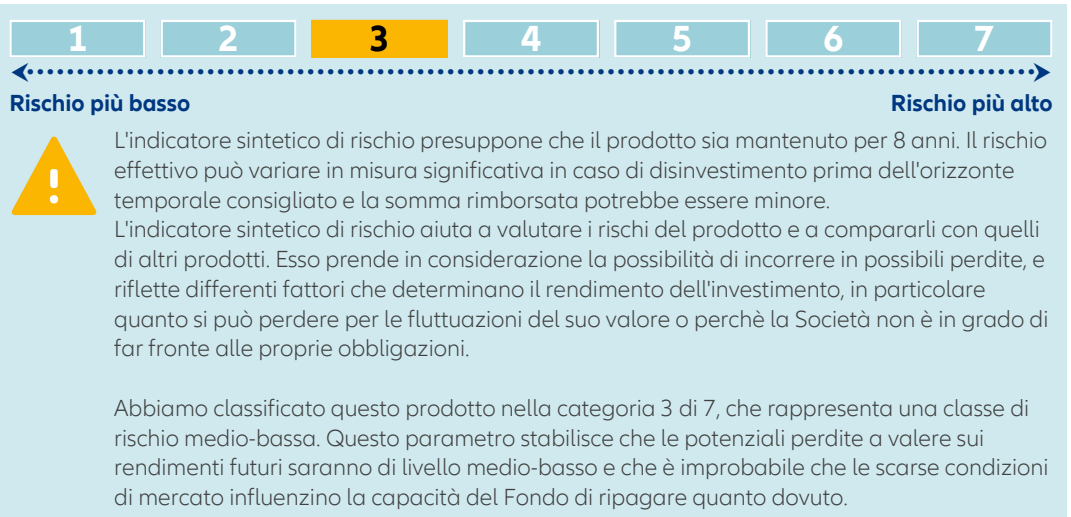 1 2 3 4 5 6 7
Rischio più basso Rischio più alto
L'indicatore sintetico di rischio presuppone che il prodotto sia mantenuto per 8 anni. Il rischio
effettivo può variare in misura significativa in caso di disinvestimento prima dell'orizzonte
temporale consigliato e la somma rimborsata potrebbe essere minore.
L'indicatore sintetico di rischio aiuta a valutare i rischi del prodotto e a compararli con quelli
di altri prodotti. Esso prende in considerazione la possibilità di incorrere in possibili perdite, e
riflette differenti fattori che determinano il rendimento dell'investimento, in particolare
quanto si può perdere per le fluttuazioni del suo valore o perchè la Società non è in grado di
far fronte alle proprie obbligazioni.
Abbiamo classificato questo prodotto nella categoria 3 di 7, che rappresenta una classe di
rischio medio-bassa. Questo parametro stabilisce che le potenziali perdite a valere sui
rendimenti futuri saranno di livello medio-basso e che è improbabile che le scarse condizioni
di mercato influenzino la capacità del Fondo di ripagare quanto dovuto.